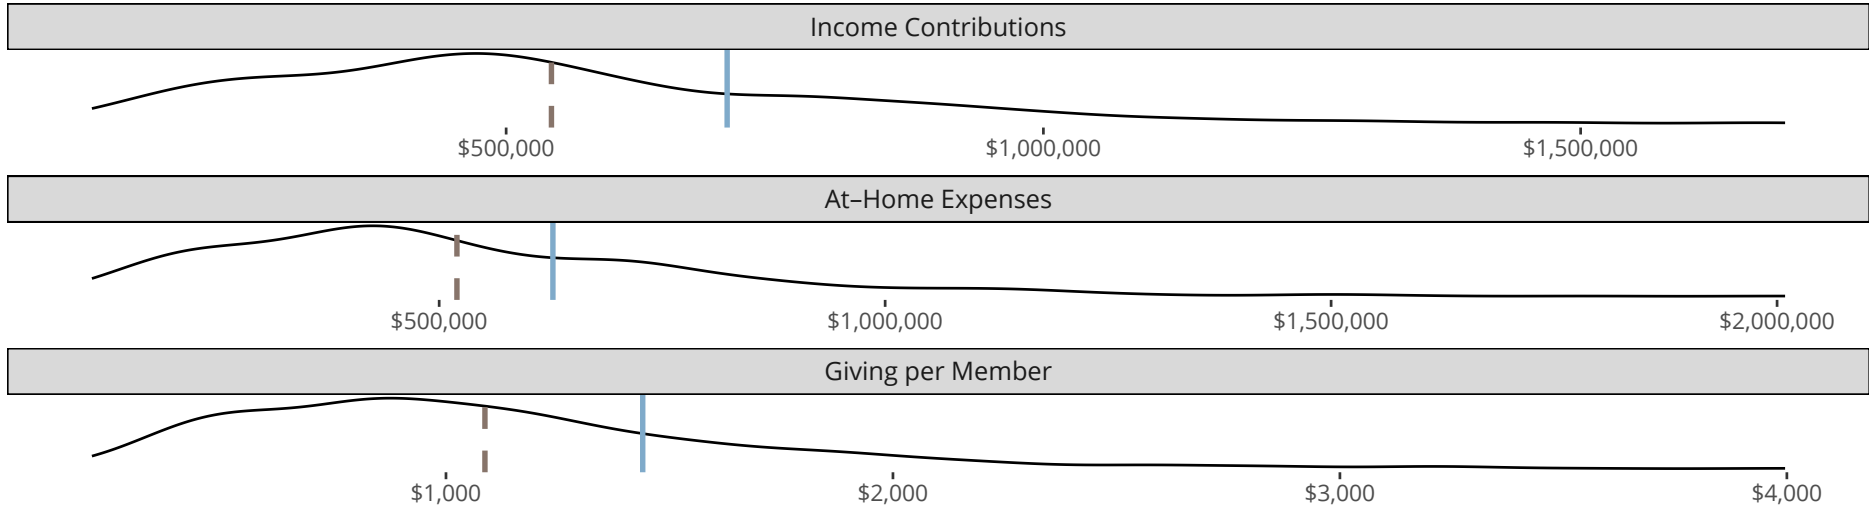 Income Contributions
$500,000 $1,000,000 $1,500,000
At–Home Expenses
$500,000 $1,000,000 $1,500,000 $2,000,000
Giving per Member
$1,000 $2,000 $3,000 $4,000